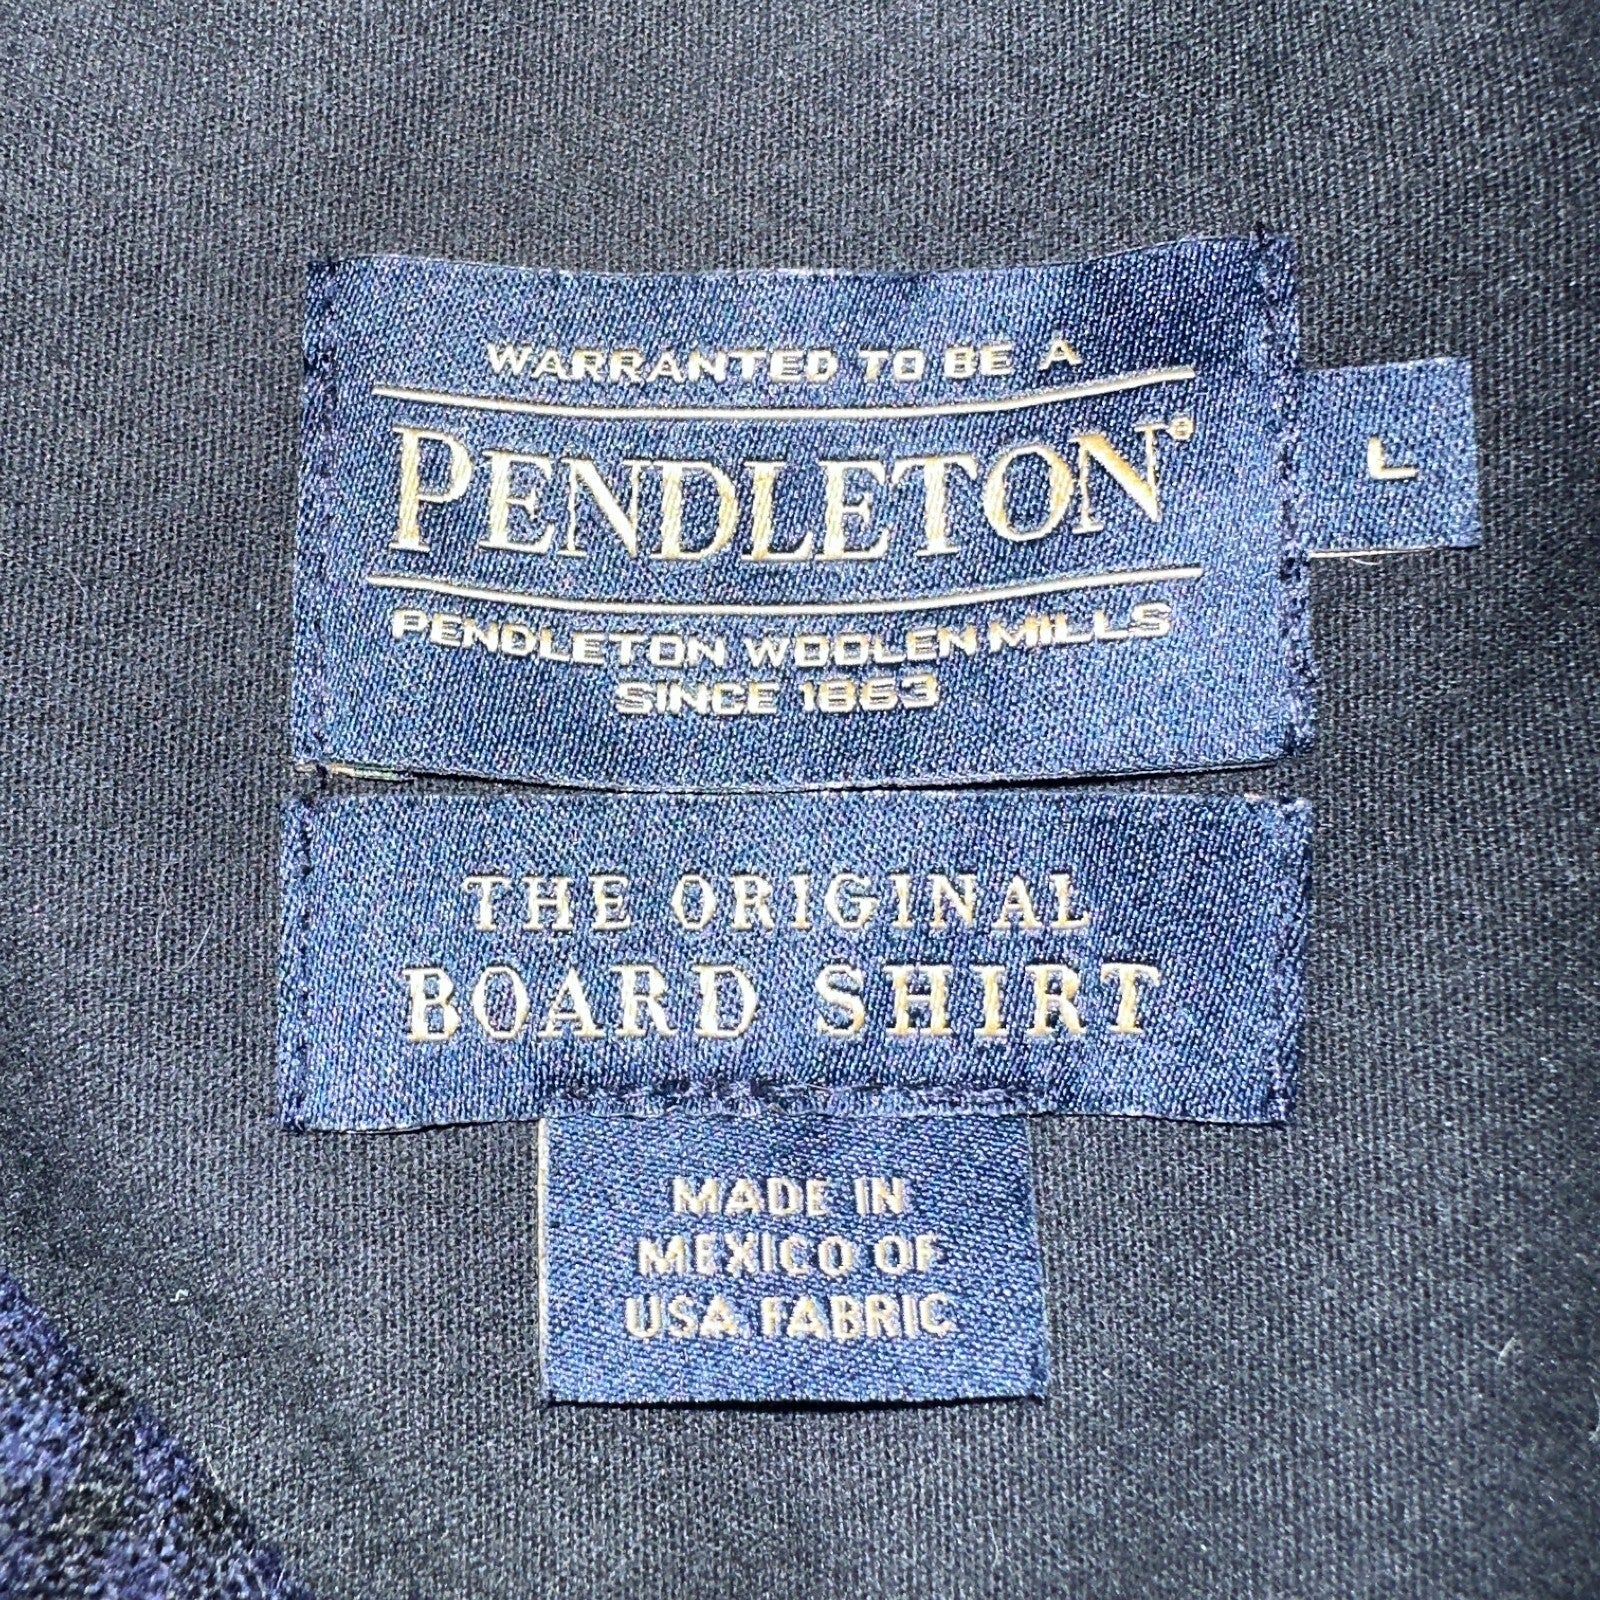 WARRANTED TO BE A
PENDLETON®
L
PENDLETON WOOLEN MILLS
SINCE 1863
THE ORIGINAL
BOARD SHIRT
MADE IN
MEXICO OF
USA FABRIC